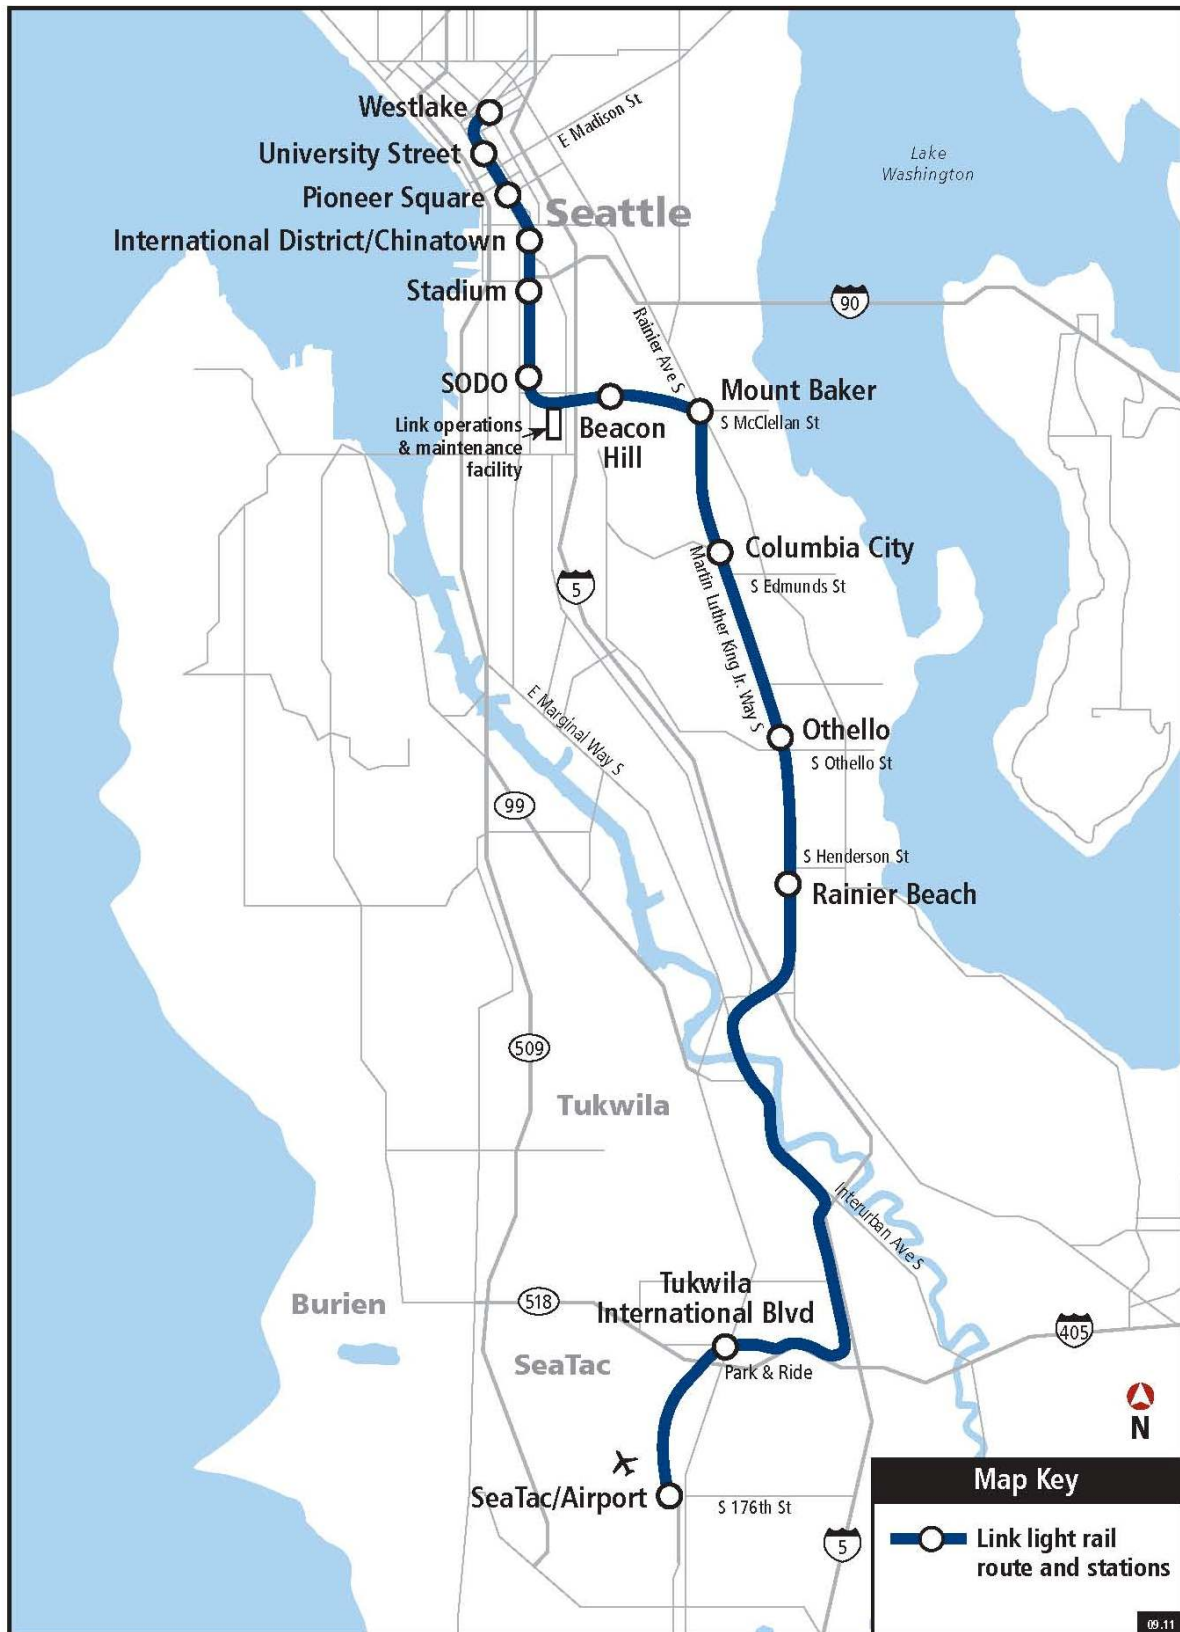 Westlake
E Madison St
University Street
Lake
Washington
Pioneer Square
Seattle
International District/Chinatown
Stadium
90
Rainier Ave S
SODO
Mount Baker
S McClellan St
Link operations
& maintenance
facility
Beacon
Hill
Columbia City
S Edmunds St
5
Martin Luther King Jr. Way S
E Marginal Way S
Othello
S Othello St
99
S Henderson St
Rainier Beach
509
Tukwila
Interurban Ave S
Tukwila
International Blvd
Burien
518
405
SeaTac
Park & Ride
N
SeaTac/Airport
S 176th St
5
Map Key
Link light rail
route and stations
09.11